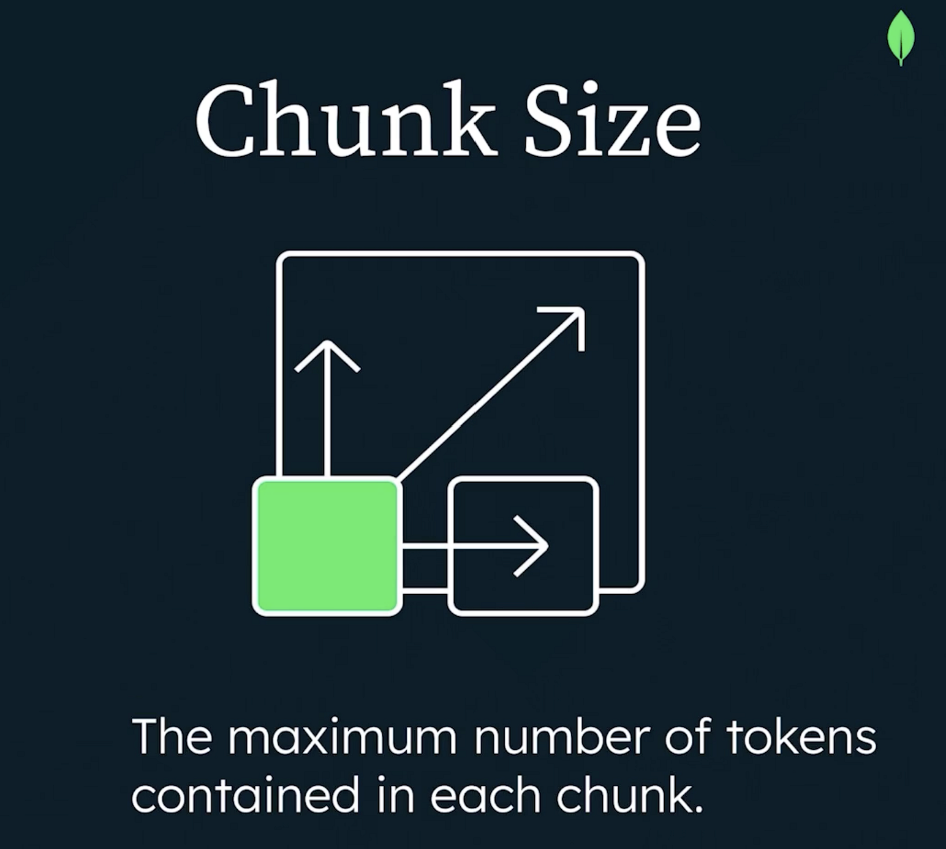 Chunk Size
The maximum number of tokens
contained in each chunk.